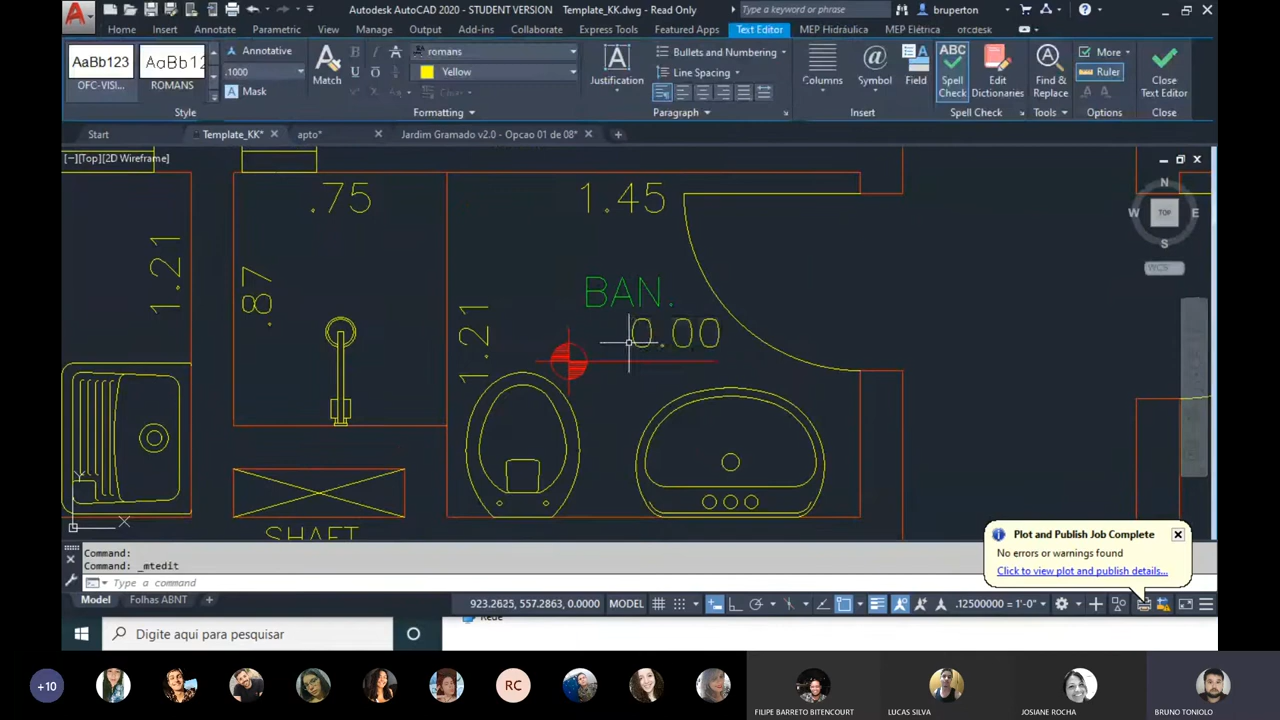 Autodesk AutoCAD 2020 - STUDENT VERSION Template_KK.dwg - Read Only
Type a keyword or phrase
bruperton
Home Insert Annotate Parametric View Manage Output Add-ins Collaborate Express Tools Featured Apps Text Editor MEP Hidráulica MEP Elétrica otcdesk
AaBb123
OFC-VISI...
ROMANS
Annotative
.1000
Mask
Style
Match
romans
Yellow
Char...
Formatting
Justification
Bullets and Numbering
Line Spacing
Paragraph
Columns
Symbol
Field
Insert
ABC
Spell
Check
Edit
Dictionaries
Spell Check
Find &
Replace
More
Ruler
Tools
Options
Close
Text Editor
Close
Start
Template_KK*
apto*
Jardim Gramado v2.0 - Opcao 01 de 08*
[−][Top][2D Wireframe]
.75
1.45
1.21
.87
BAN.
0.00
1.21
SHAFT
N
W
TOP
E
S
WCS
Y
X
Command:
Command: _mtedit
Type a command
Plot and Publish Job Complete
No errors or warnings found
Click to view plot and publish details...
Model
Folhas ABNT
923.2625, 557.2863, 0.0000
MODEL
.12500000 = 1'-0"
Digite aqui para pesquisar
Rede
+10
RC
FILIPE BARRETO BITENCOURT
LUCAS SILVA
JOSIANE ROCHA
BRUNO TONIOLO